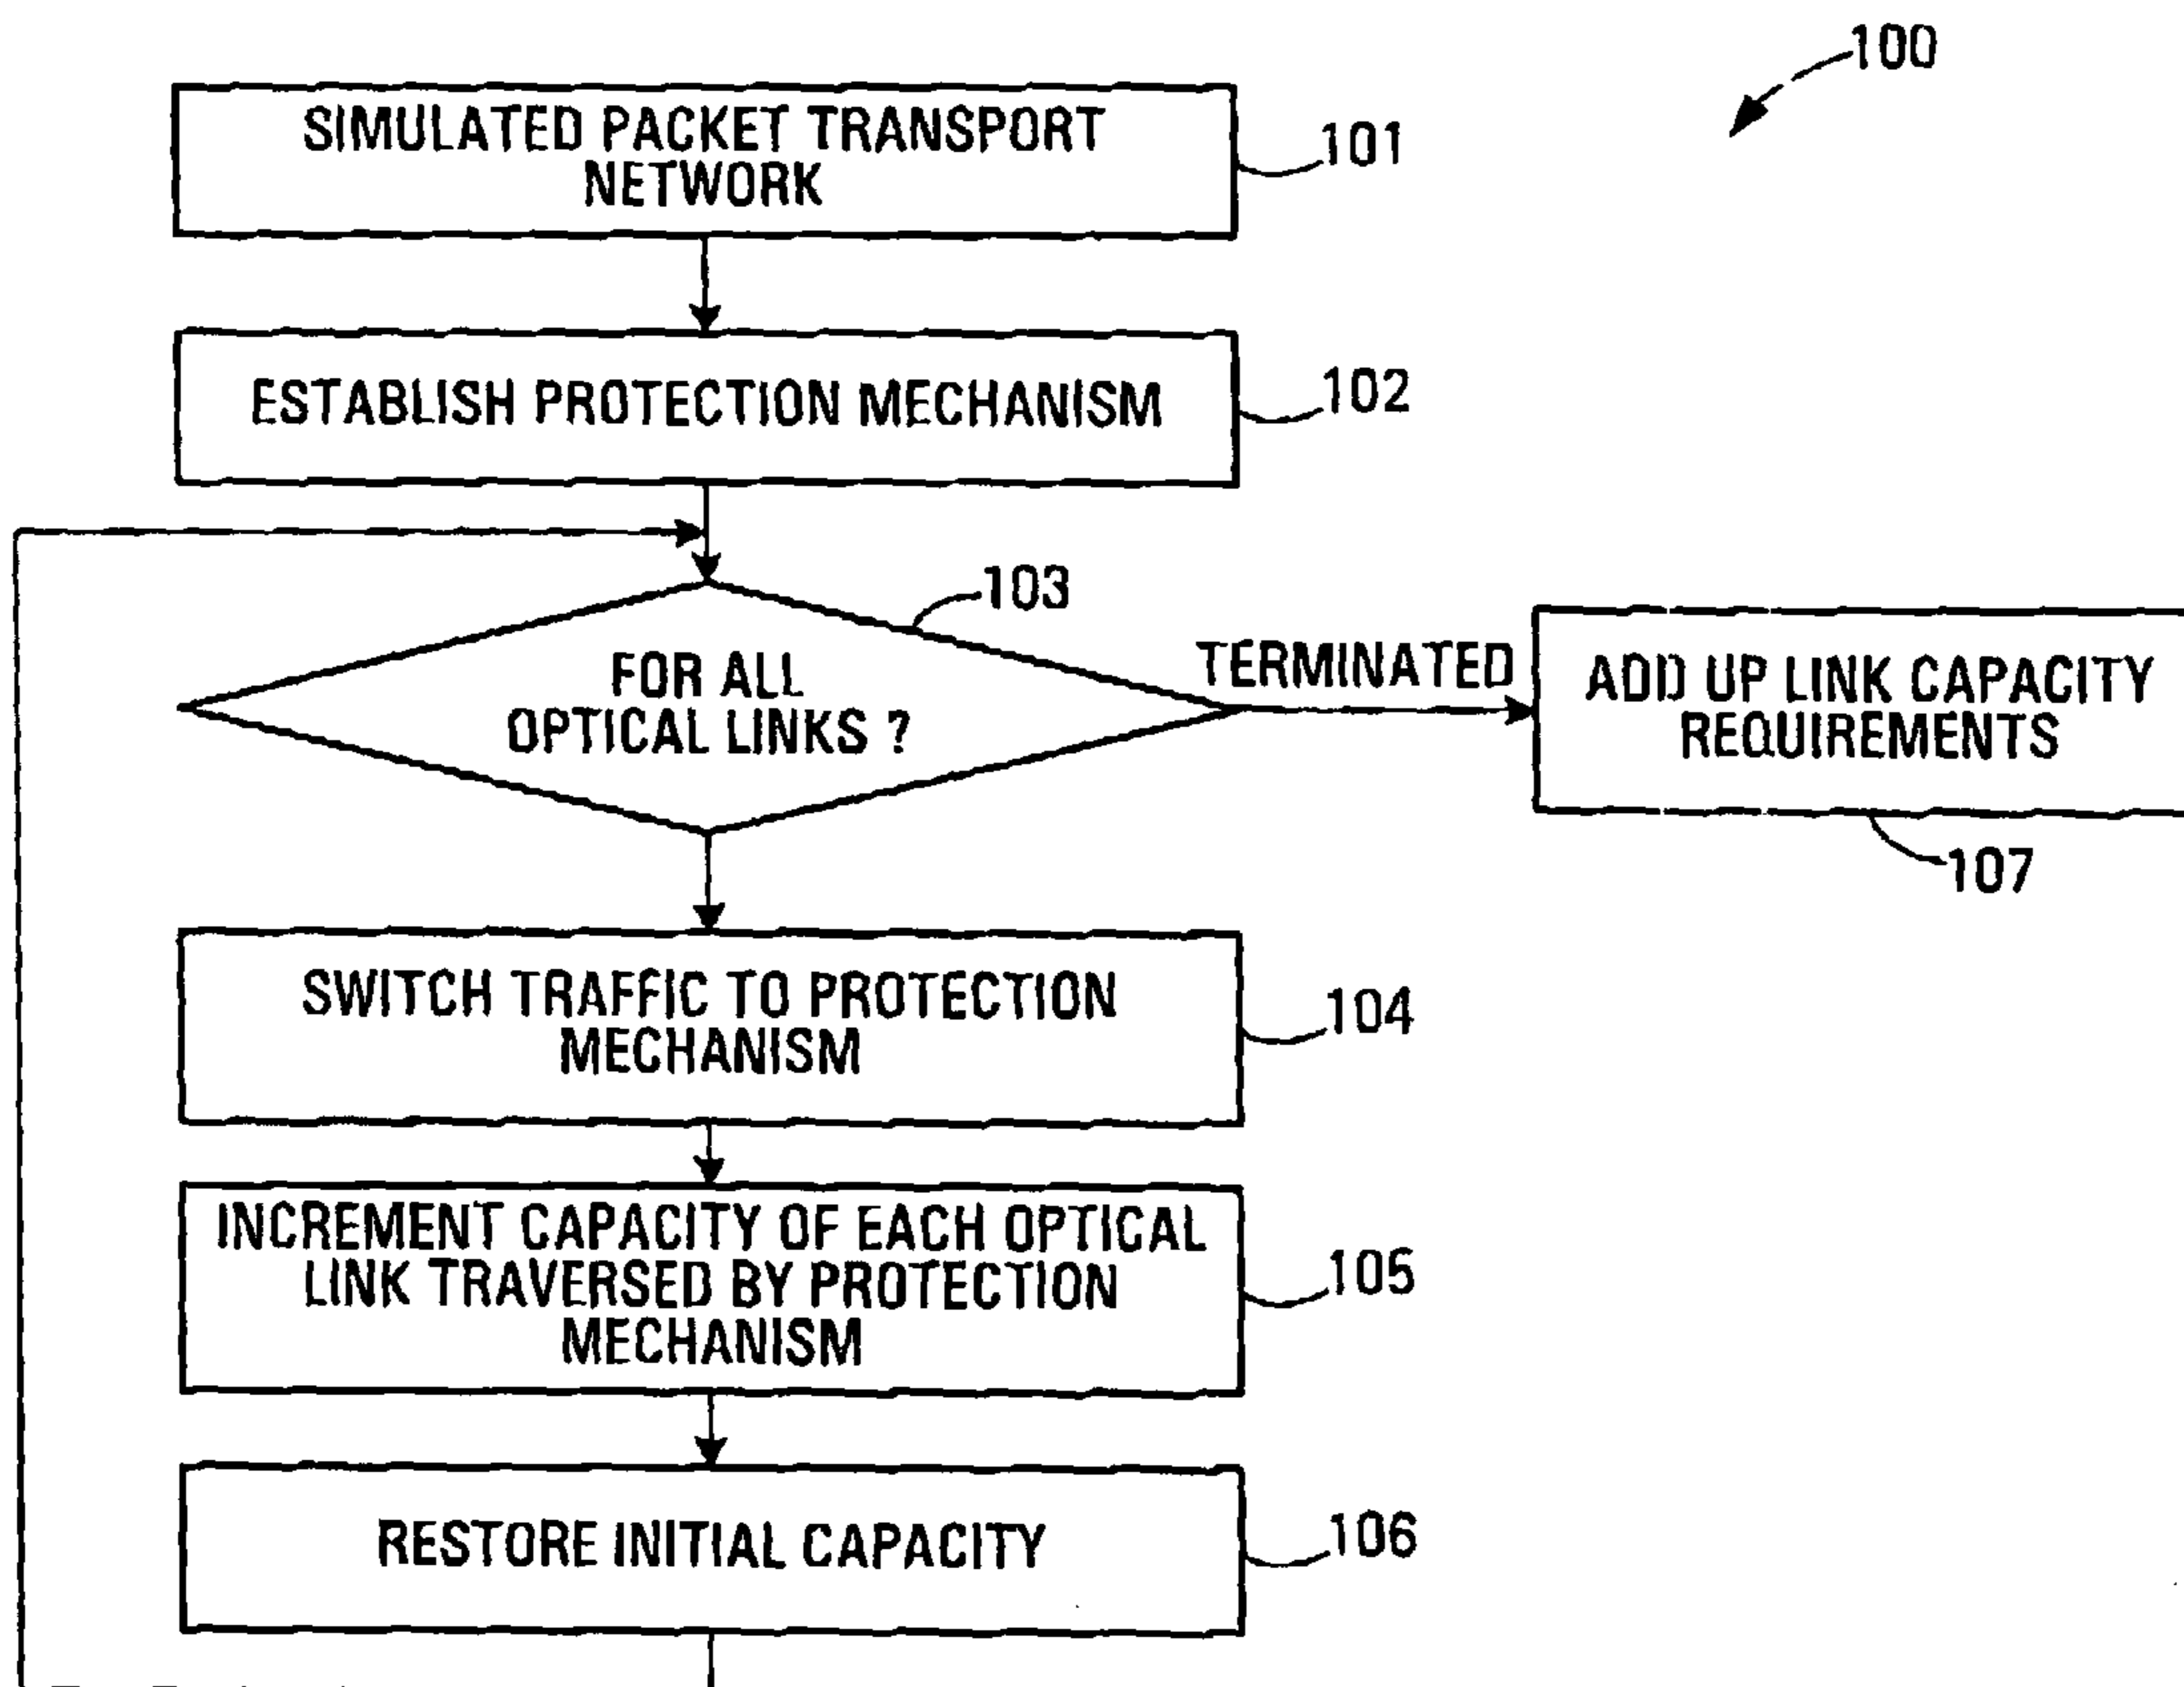 100
SIMULATED PACKET TRANSPORT
NETWORK
101
ESTABLISH PROTECTION MECHANISM
102
103
FOR ALL
OPTICAL LINKS ?
TERMINATED
ADD UP LINK CAPACITY
REQUIREMENTS
107
SWITCH TRAFFIC TO PROTECTION
MECHANISM
104
INCREMENT CAPACITY OF EACH OPTICAL
LINK TRAVERSED BY PROTECTION
MECHANISM
105
RESTORE INITIAL CAPACITY
106